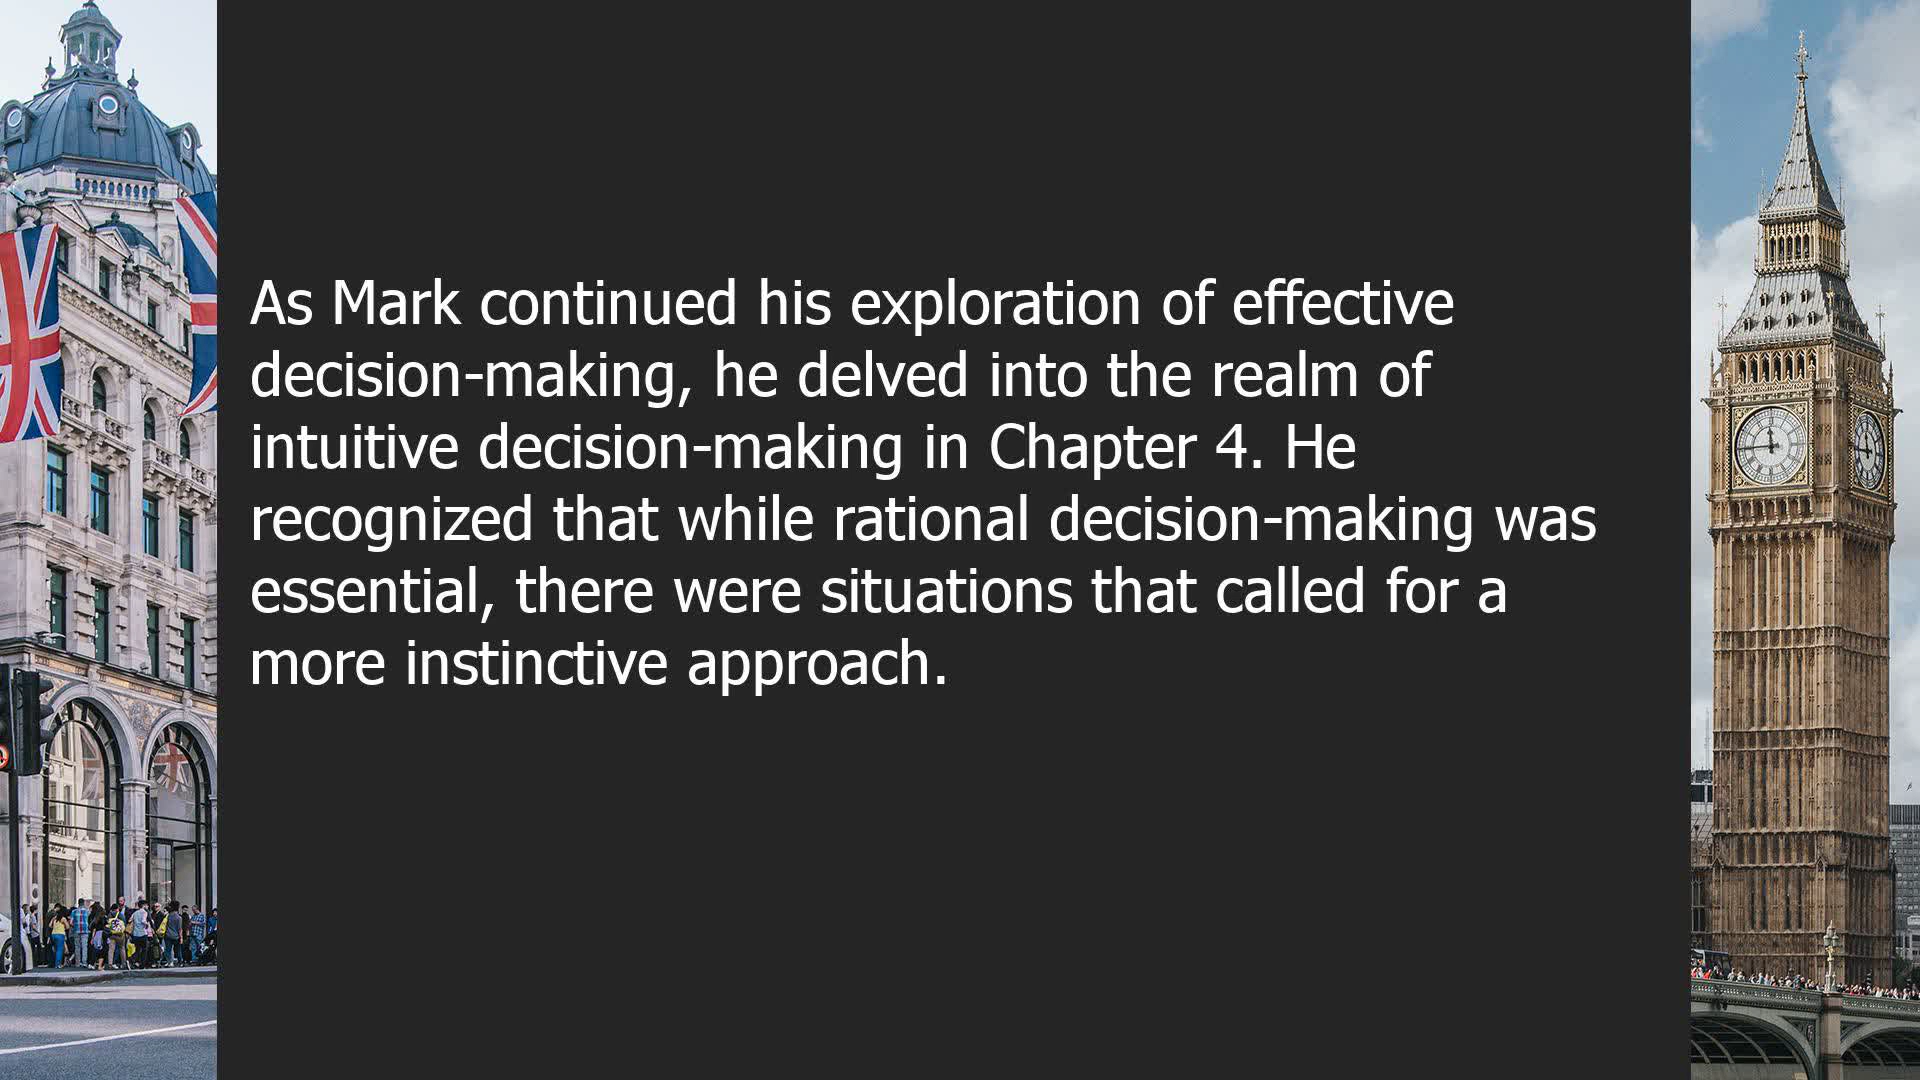 As Mark continued his exploration of effective
decision-making, he delved into the realm of
intuitive decision-making in Chapter 4. He
recognized that while rational decision-making was
essential, there were situations that called for a
more instinctive approach.